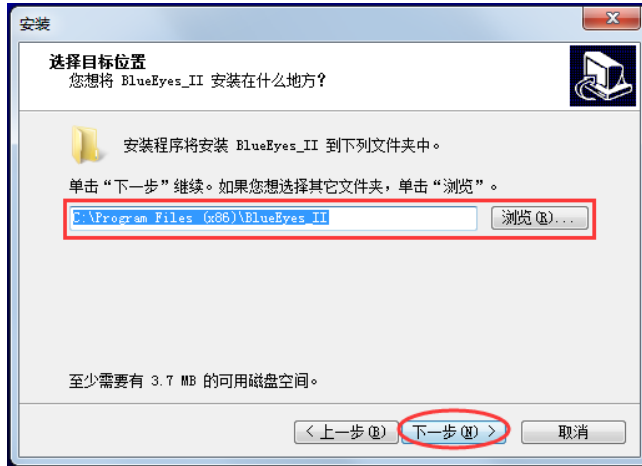 安装
选择目标位置
您想将 BlueEyes_II 安装在什么地方?
安装程序将安装 BlueEyes_II 到下列文件夹中。
单击“下一步”继续。如果您想选择其它文件夹,单击“浏览”。
C:\Program Files (x86)\BlueEyes_II
浏览(R)...
至少需要有 3.7 MB 的可用磁盘空间。
< 上一步(B)
下一步(N) >
取消